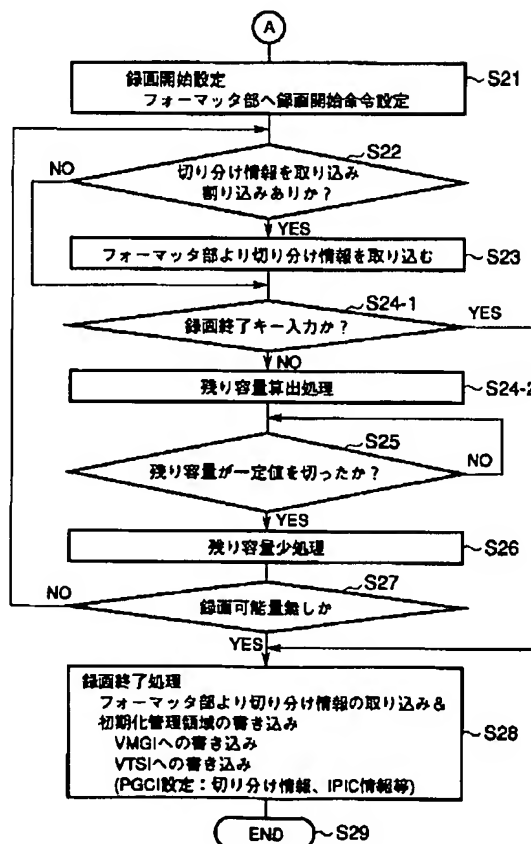 A
録画開始設定
フォーマッタ部へ録画開始命令設定
S21
S22
NO
切り分け情報を取り込み
割り込みありか?
YES
フォーマッタ部より切り分け情報を取り込む
S23
S24-1
録画終了キー入力か?
YES
NO
残り容量算出処理
S24-2
S25
残り容量が一定値を切ったか?
NO
YES
残り容量少処理
S26
S27
NO
録画可能量無しか
YES
録画終了処理
フォーマッタ部より切り分け情報の取り込み&
初期化管理領域の書き込み
VMGIへの書き込み
VTSIへの書き込み
(PGCI設定:切り分け情報、IPIC情報等)
S28
END
S29